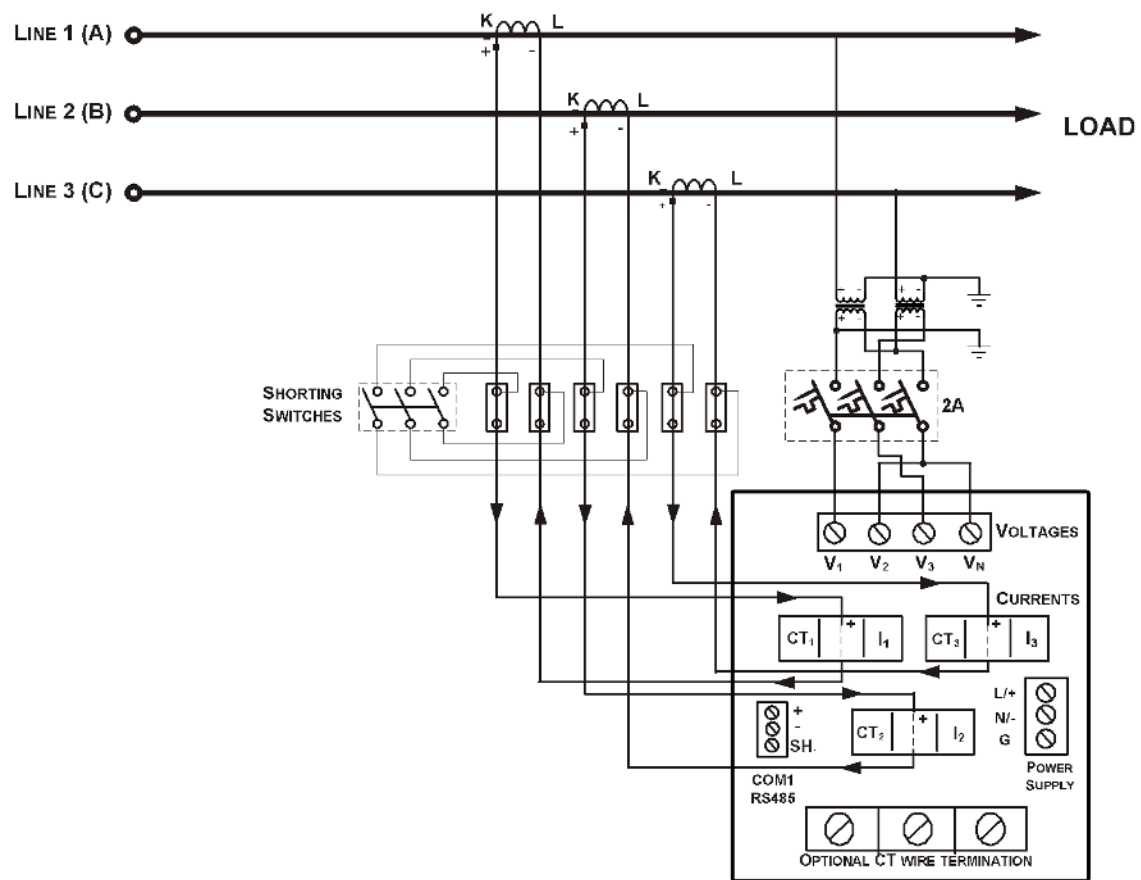 K L
LINE 1 (A)
+ -
K L
LINE 2 (B)
+ -
LOAD
K L
LINE 3 (C)
+ -
- - + -
+ - + -
SHORTING
SWITCHES
2A
VOLTAGES
V1 V2 V3 VN
CURRENTS
CT1 + I1
CT3 + I3
L/+
N/-
G
POWER
SUPPLY
+
-
SH.
COM1
RS485
CT2 + I2
OPTIONAL CT WIRE TERMINATION